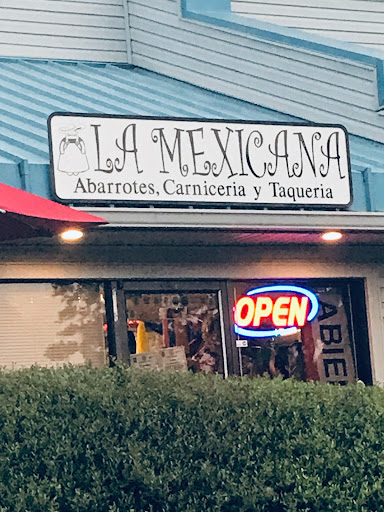 LA MEXICANA
Abarrotes, Carniceria y Taqueria
OPEN